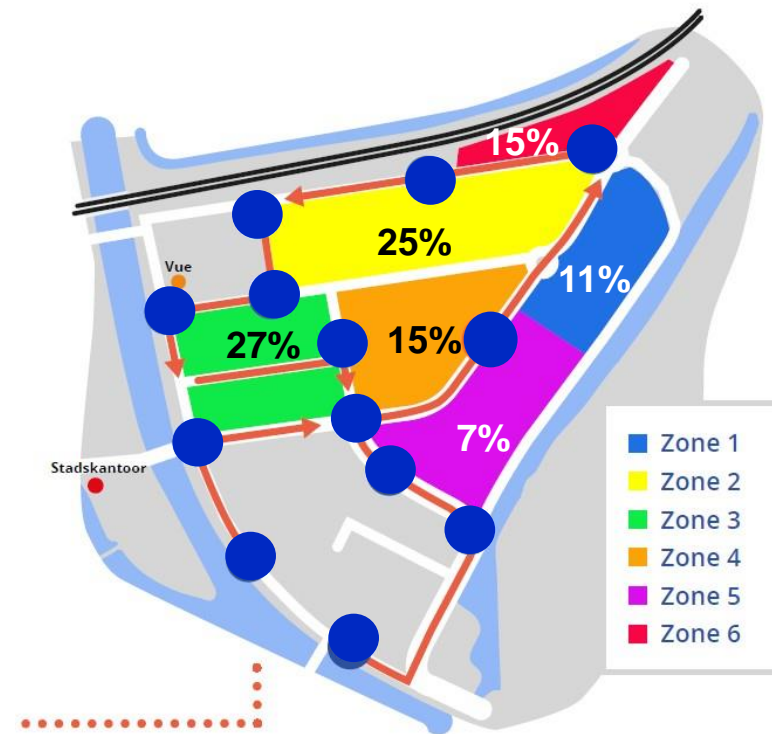 15%
25%
Vue
11%
27%
15%
7%
Stadskantoor
Zone 1
Zone 2
Zone 3
Zone 4
Zone 5
Zone 6